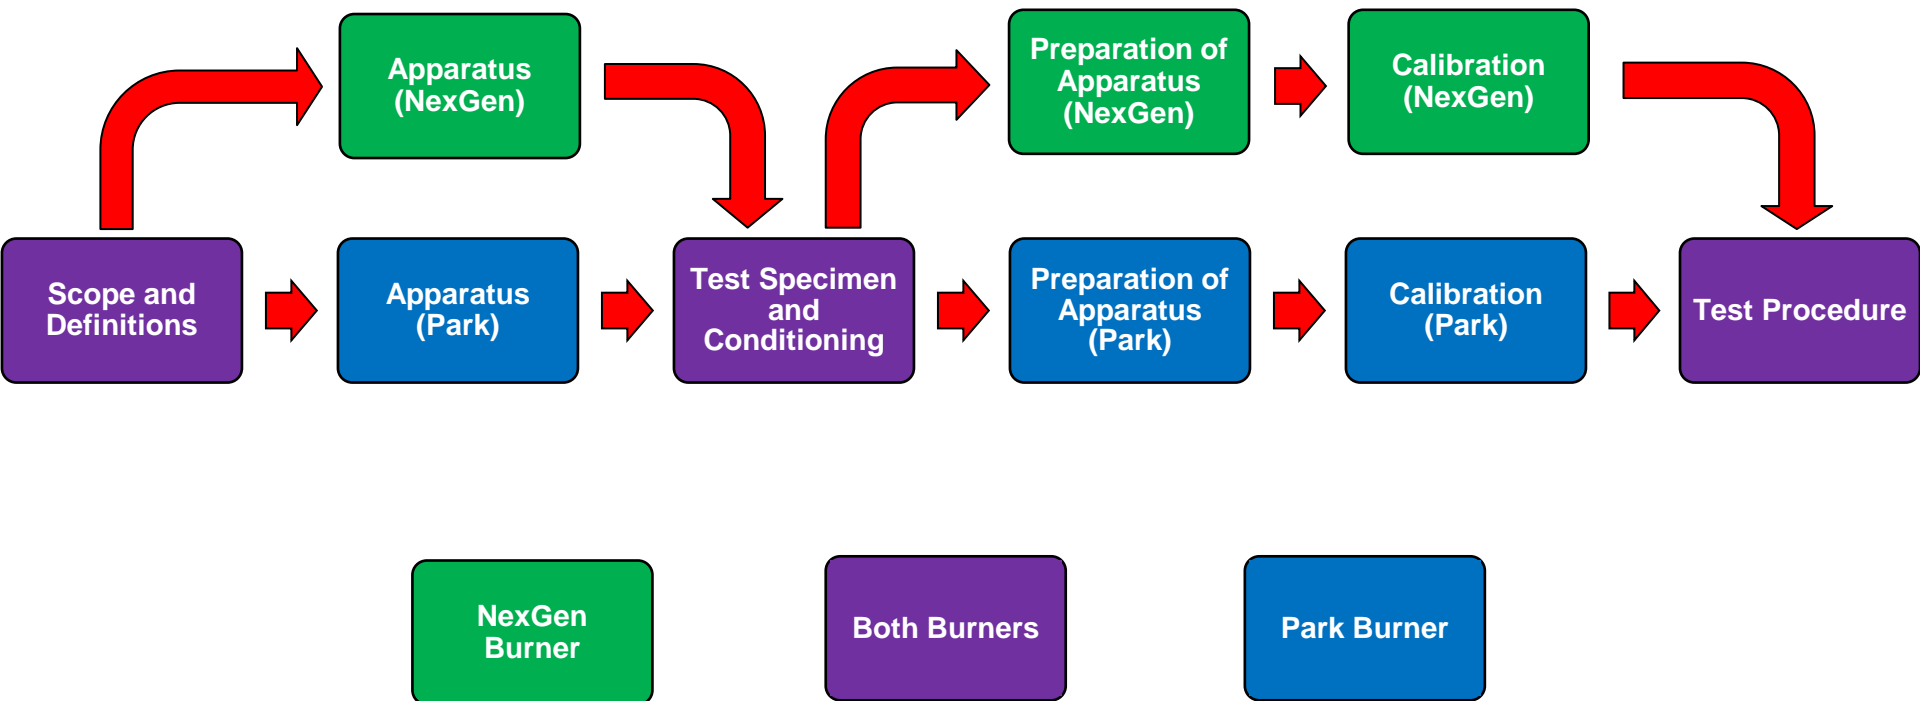 Apparatus
(NexGen)
Preparation of
Apparatus
(NexGen)
Calibration
(NexGen)
Scope and
Definitions
Apparatus
(Park)
Test Specimen
and
Conditioning
Preparation of
Apparatus
(Park)
Calibration
(Park)
Test Procedure
NexGen
Burner
Both Burners
Park Burner